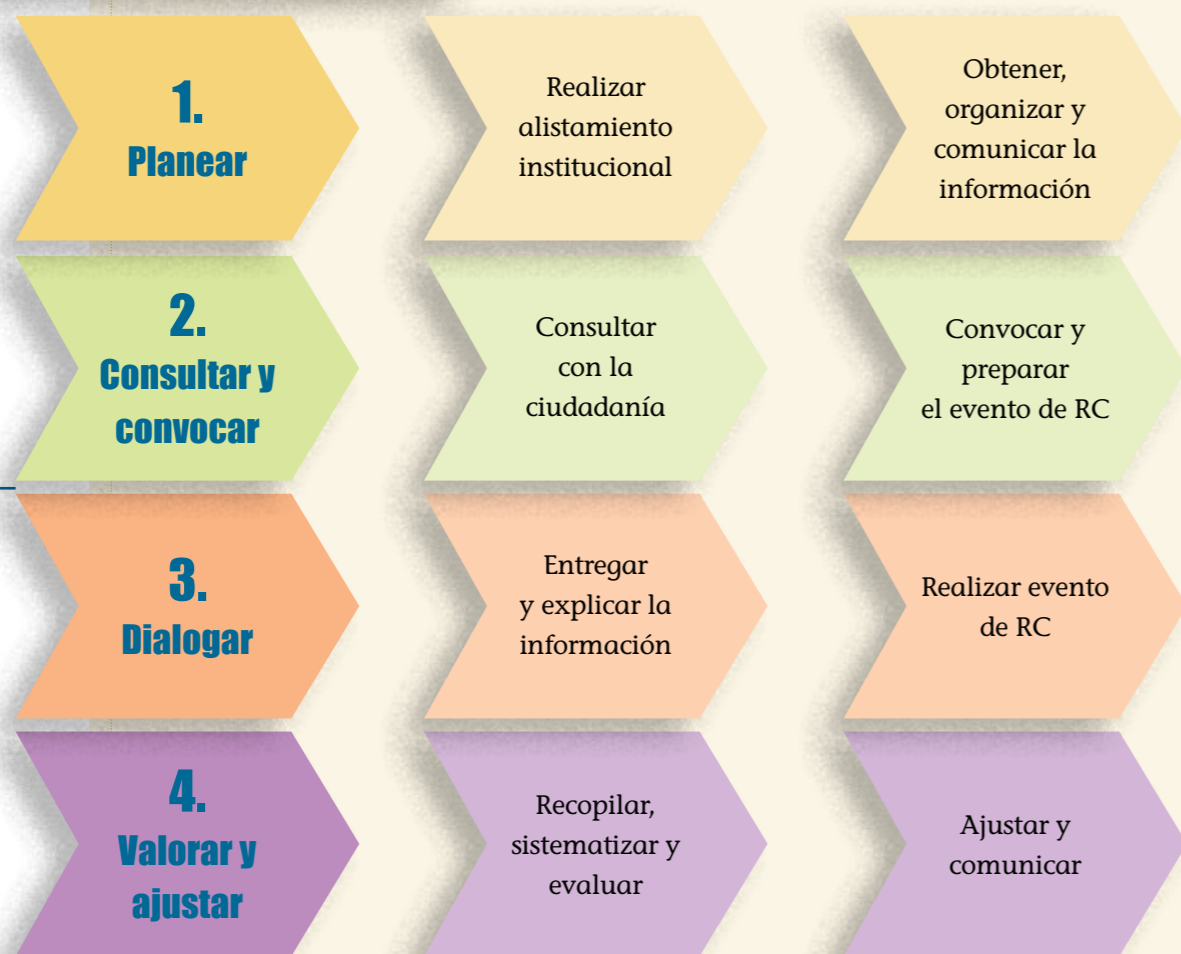 1.
Planear
Realizar
alistamiento
institucional
Obtener,
organizar y
comunicar la
información
2.
Consultar y
convocar
Consultar
con la
ciudadanía
Convocar y
preparar
el evento de RC
3.
Dialogar
Entregar
y explicar la
información
Realizar evento
de RC
4.
Valorar y
ajustar
Recopilar,
sistematizar y
evaluar
Ajustar y
comunicar